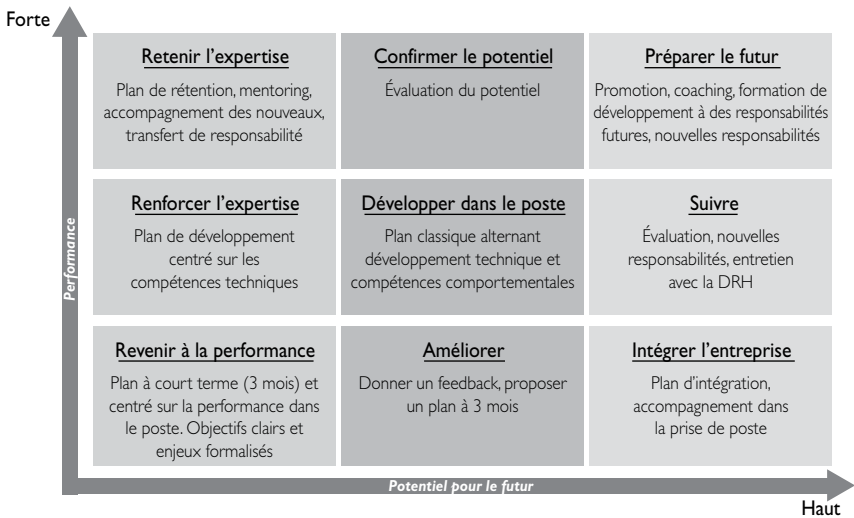 Forte
Retenir l’expertise
Plan de rétention, mentoring,
accompagnement des nouveaux,
transfert de responsabilité
Confirmer le potentiel
Évaluation du potentiel
Préparer le futur
Promotion, coaching, formation de
développement à des responsabilités
futures, nouvelles responsabilités
Performance
Renforcer l’expertise
Plan de développement
centré sur les
compétences techniques
Développer dans le poste
Plan classique alternant
développement technique et
compétences comportementales
Suivre
Évaluation, nouvelles
responsabilités, entretien
avec la DRH
Revenir à la performance
Plan à court terme (3 mois) et
centré sur la performance dans
le poste. Objectifs clairs et
enjeux formalisés
Améliorer
Donner un feedback, proposer
un plan à 3 mois
Intégrer l’entreprise
Plan d’intégration,
accompagnement dans
la prise de poste
Potentiel pour le futur
Haut